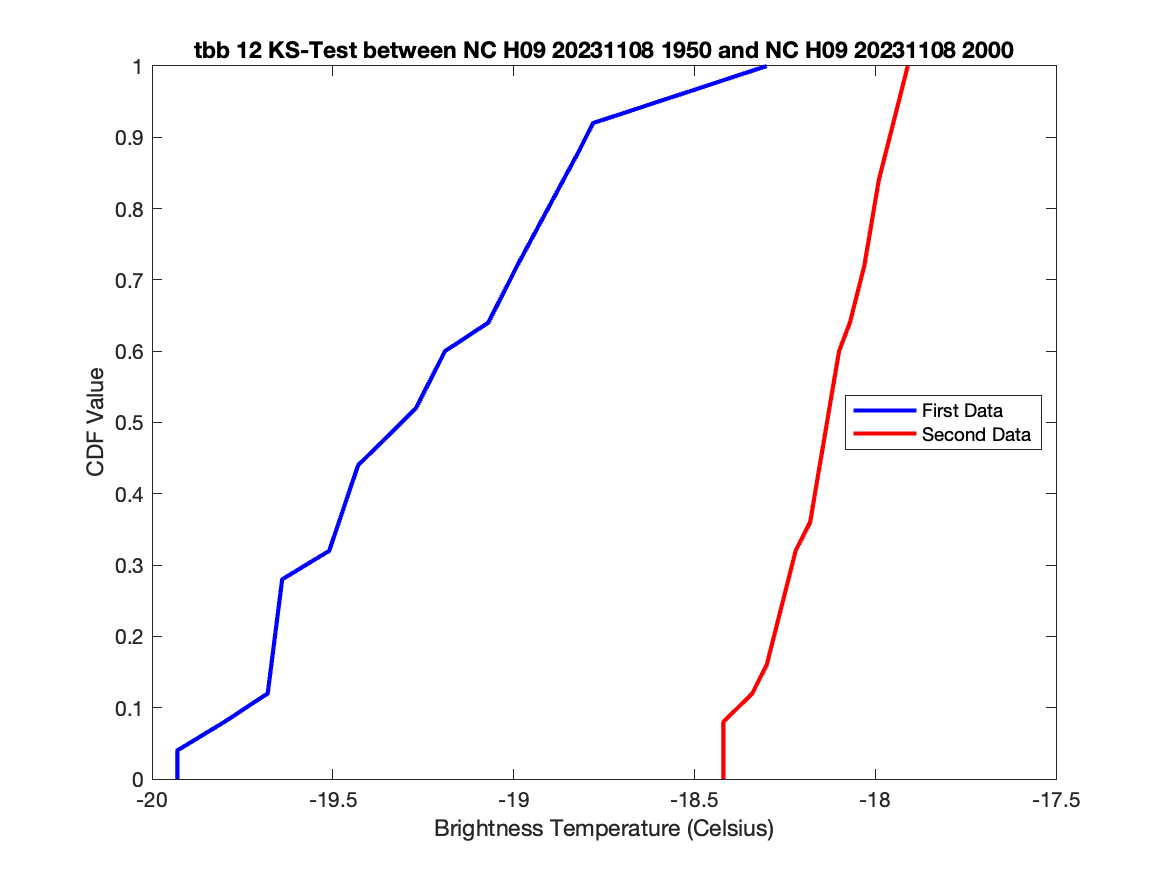 tbb 12 KS-Test between NC H09 20231108 1950 and NC H09 20231108 2000
1
0.9
0.8
0.7
0.6
0.5
0.4
0.3
0.2
0.1
0
CDF Value
First Data
Second Data
-20 -19.5 -19 -18.5 -18 -17.5
Brightness Temperature (Celsius)